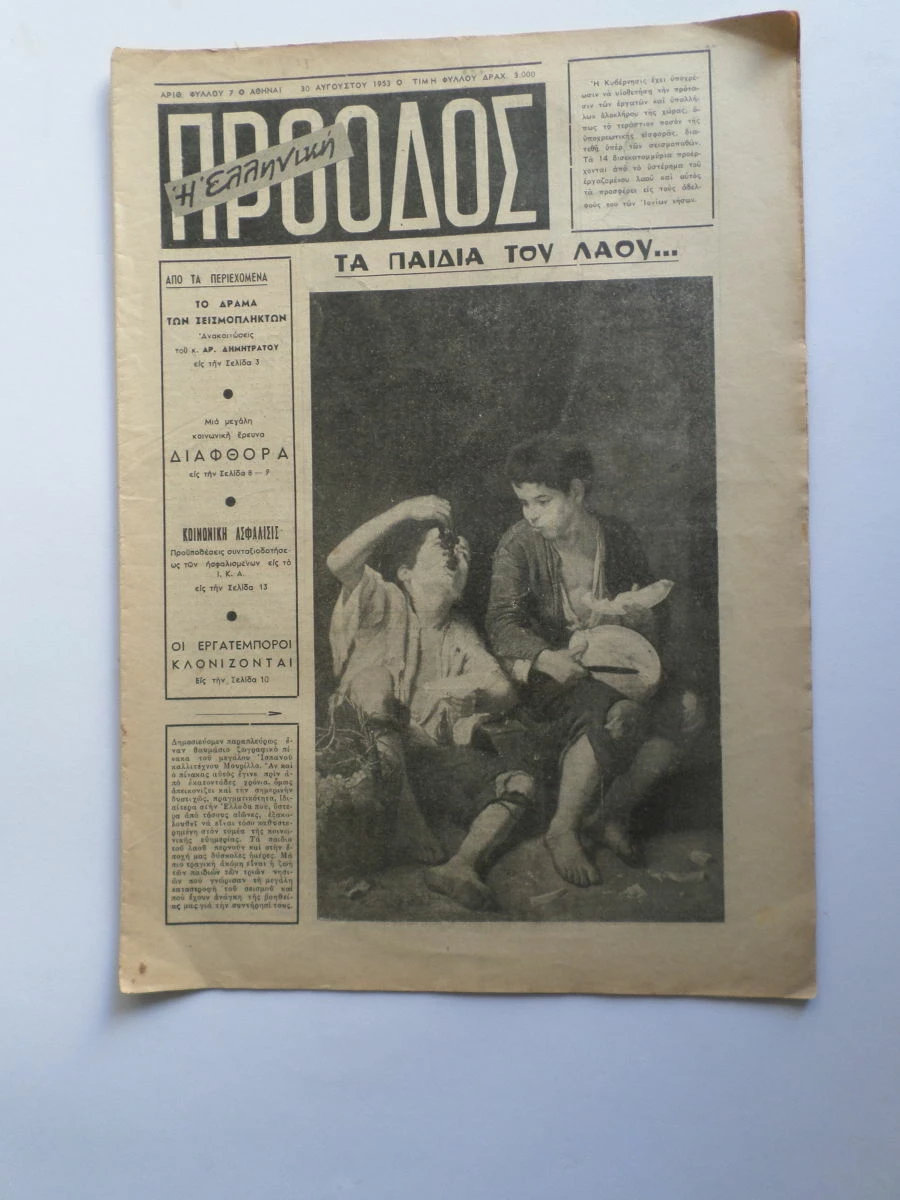 ΑΡΙΘ. ΦΥΛΛΟΥ 7 Ο ΑΘΗΝΑΙ 30 ΑΥΓΟΥΣΤΟΥ 1953 Ο ΤΙΜΗ ΦΥΛΛΟΥ ΔΡΑΧ. 3.000
Ἡ Ἑλληνική
ΠΡΟΟΔΟΣ
Ἡ Κυβέρνησις ἔχει ὑποχρέ-
ωσιν νὰ υἱοθετήση τὴν πρότα-
σιν τῶν ἐργατῶν καὶ ὑπαλλή-
λων ὁλοκλήρου τῆς χώρας, ὅ-
πως τὸ τεράστιον ποσὸν τῆς
ὑποχρεωτικῆς εἰσφορᾶς, δια-
τεθῆ ὑπὲρ τῶν σεισμοπαθῶν.
Τὰ 14 δισεκατομμύρια προέρ-
χονται ἀπὸ τὸ ὑστέρημα τοῦ
ἐργαζομένου λαοῦ καὶ αὐτὸς
τὰ προσφέρει εἰς τοὺς ἀδελ-
φούς του τῶν Ἰονίων νήσων.
ΤΑ ΠΑΙΔΙΑ ΤΟΥ ΛΑΟΥ...
ΑΠΟ ΤΑ ΠΕΡΙΕΧΟΜΕΝΑ
ΤΟ ΔΡΑΜΑ
ΤΩΝ ΣΕΙΣΜΟΠΛΗΚΤΩΝ
Ἀνακοινώσεις
τοῦ κ. ΑΡ. ΔΗΜΗΤΡΑΤΟΥ
εἰς τὴν Σελίδα 3
Μιὰ μεγάλη
κοινωνικὴ ἔρευνα
ΔΙΑΦΘΟΡΑ
εἰς τὴν Σελίδα 8 — 9
ΚΟΙΝΩΝΙΚΗ ΑΣΦΑΛΙΣΙΣ
Προϋποθέσεις συνταξιοδοτήσε-
ως τῶν ἠσφαλισμένων εἰς τὸ
Ι. Κ. Α.
εἰς τὴν Σελίδα 13
ΟΙ ΕΡΓΑΤΕΜΠΟΡΟΙ
ΚΛΟΝΙΖΟΝΤΑΙ
Εἰς τὴν Σελίδα 10
Δημοσιεύομεν παραπλεύρως ἕ-
ναν θαυμάσιο ζωγραφικὸ πί-
νακα τοῦ μεγάλου Ἱσπανοῦ
καλλιτέχνου Μουρίλλο. Ἂν καὶ
ὁ πίνακας αὐτὸς ἔγινε πρὶν ἀ-
πὸ ἑκατοντάδες χρόνια, ὅμως
ἀπεικονίζει καὶ τὴν σημερινὴν
δυστυχῶς, πραγματικότητα, ἰδι-
αίτερα στὴν Ἑλλάδα ποὺ, ὕστε-
ρα ἀπὸ τόσους αἰῶνες, ἐξακο-
λουθεῖ νὰ εἶναι τόσο καθυστε-
ρημένη στὸν τομέα τῆς κοινω-
νικῆς εὐημερίας. Τὰ παιδιὰ
τοῦ λαοῦ περνοῦν καὶ στὴν ἐ-
ποχή μας δύσκολες ἡμέρες. Μὰ
πιὸ τραγικὴ ἀκόμη εἶναι ἡ ζωὴ
τῶν παιδιῶν τῶν τριῶν νησι-
ῶν ποὺ γνώρισαν τὴ μεγάλη
καταστροφὴ τοῦ σεισμοῦ καὶ
ποὺ ἔχουν ἀνάγκη τῆς βοηθεί-
ας μας γιὰ τὴν συντήρησί τους.